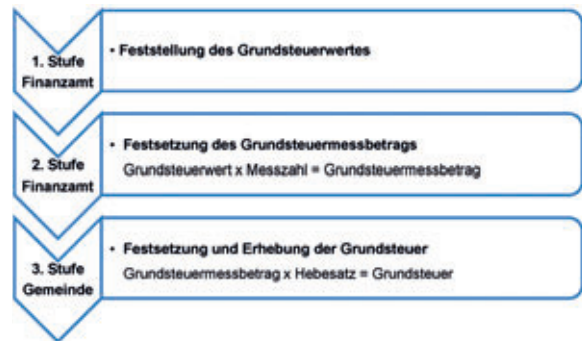 1. Stufe
Finanzamt
• Feststellung des Grundsteuerwertes
2. Stufe
Finanzamt
• Festsetzung des Grundsteuermessbetrags
Grundsteuerwert x Messzahl = Grundsteuermessbetrag
3. Stufe
Gemeinde
• Festsetzung und Erhebung der Grundsteuer
Grundsteuermessbetrag x Hebesatz = Grundsteuer